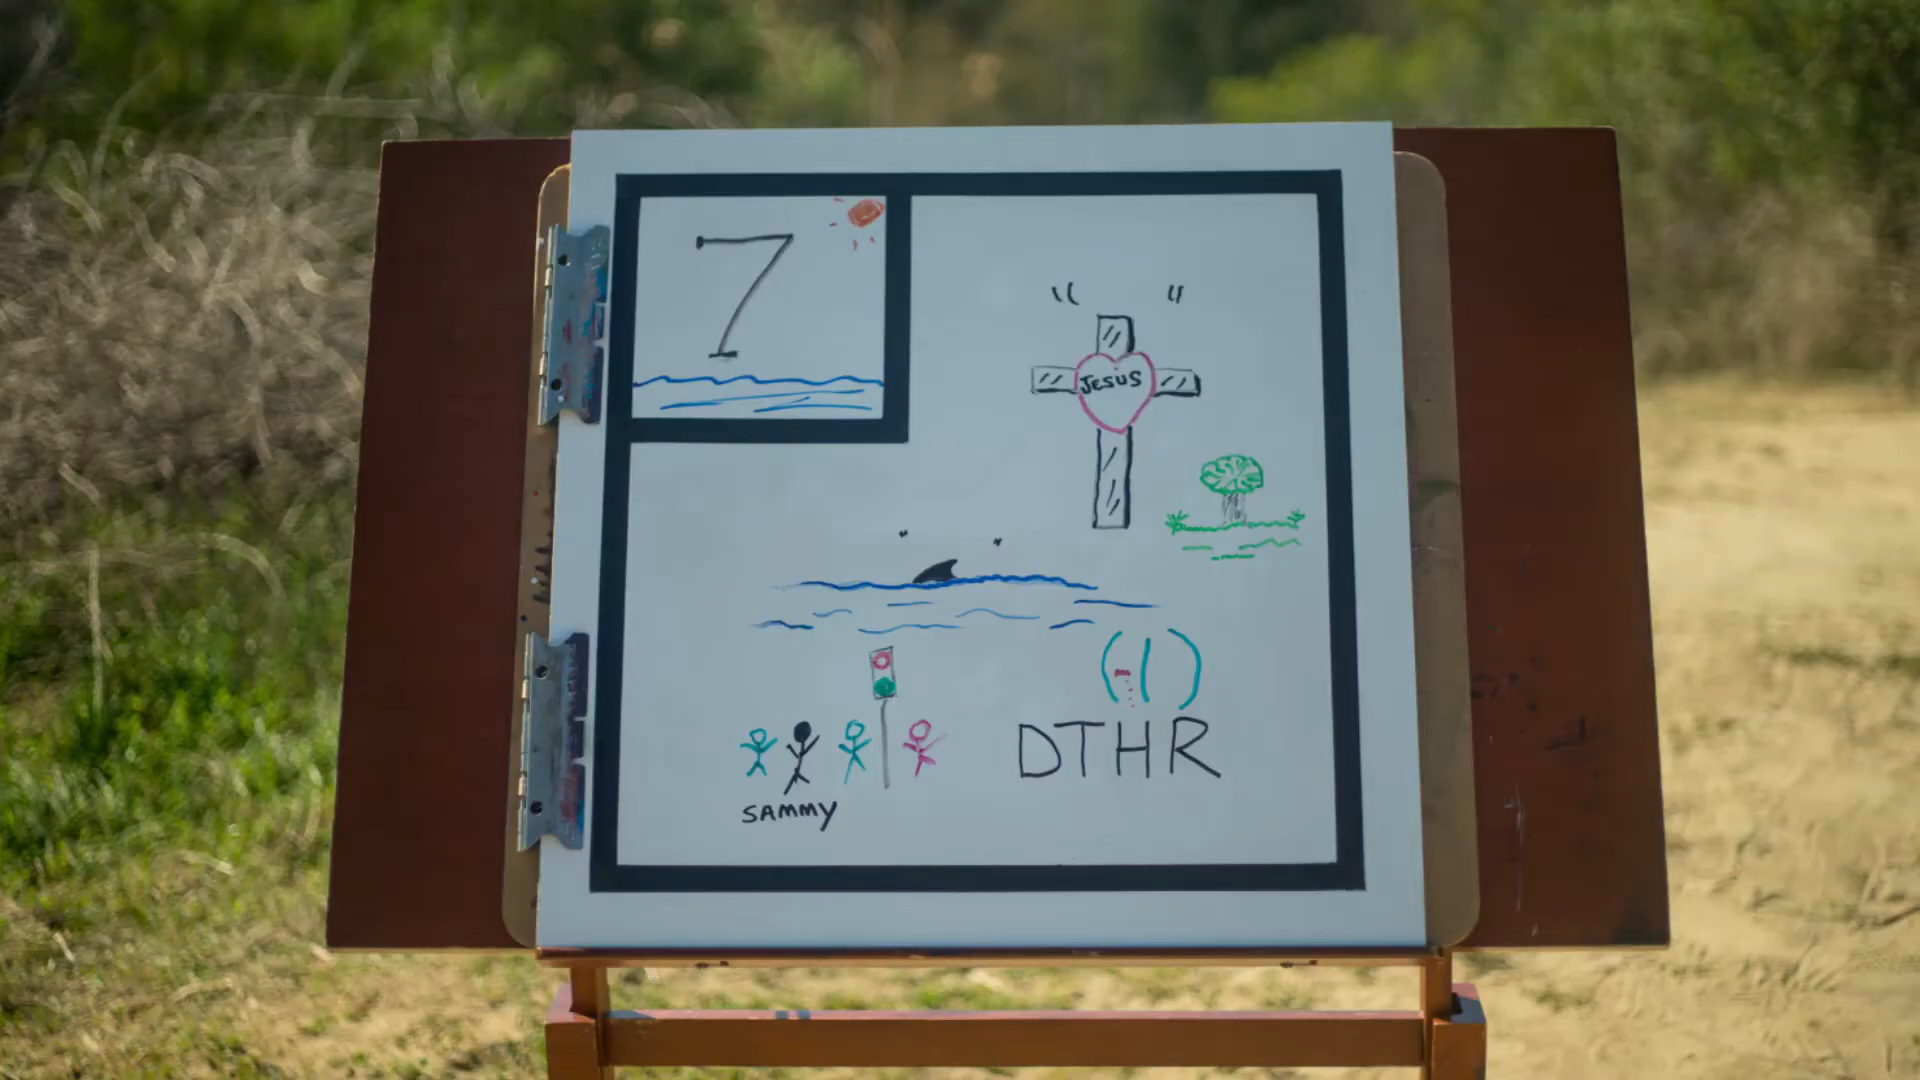 7
" "
JESUS
(-| )
DTHR
SAMMY